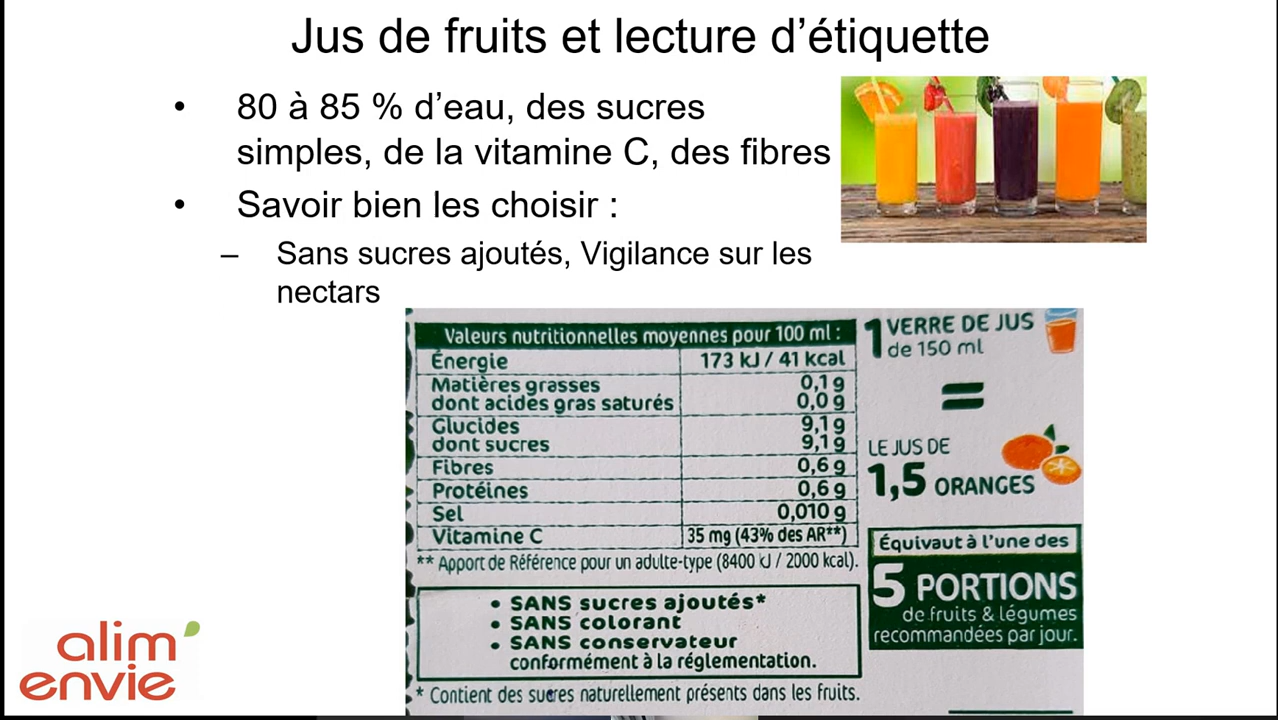 Jus de fruits et lecture d’étiquette
• 80 à 85 % d’eau, des sucres
simples, de la vitamine C, des fibres
• Savoir bien les choisir :
– Sans sucres ajoutés, Vigilance sur les
nectars
Valeurs nutritionnelles moyennes pour 100 ml :
Énergie 173 kJ / 41 kcal
Matières grasses 0,1 g
dont acides gras saturés 0,0 g
Glucides 9,1 g
dont sucres 9,1 g
Fibres 0,6 g
Protéines 0,6 g
Sel 0,010 g
Vitamine C 35 mg (43% des AR**)
** Apport de Référence pour un adulte-type (8400 kJ / 2000 kcal).
• SANS sucres ajoutés*
• SANS colorant
• SANS conservateur
conformément à la réglementation.
* Contient des sucres naturellement présents dans les fruits.
1 VERRE DE JUS
de 150 ml
=
LE JUS DE
1,5 ORANGES
Équivaut à l’une des
5 PORTIONS
de fruits & légumes
recommandées par jour.
alim’
envie